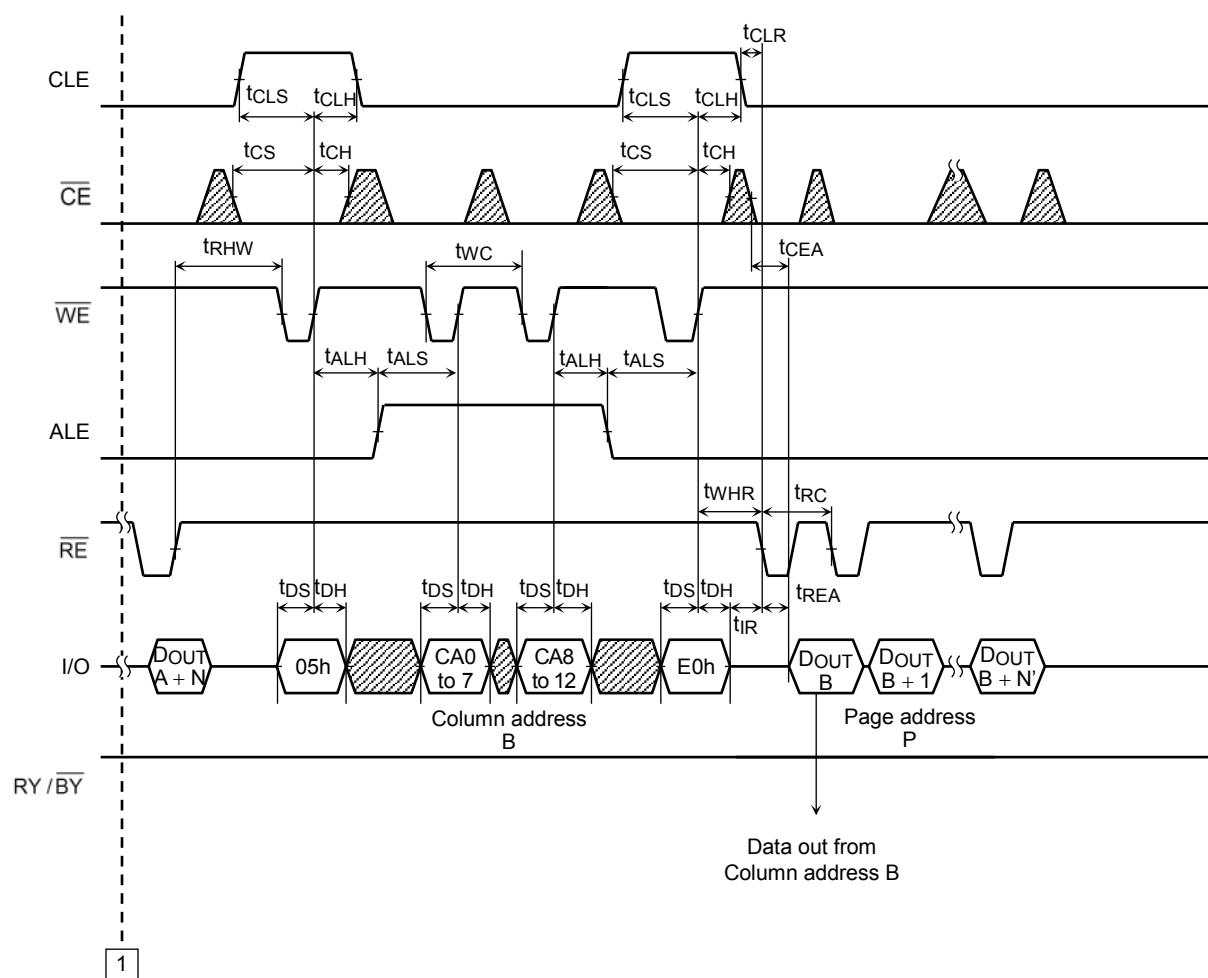 tCLR
CLE
tCLS
tCLH
tCLS
tCLH
tCS
tCH
tCS
tCH
CE
tRHW
tWC
tCEA
WE
tALH
tALS
tALH
tALS
ALE
tWHR
tRC
RE
tDS
tDH
tDS
tDH
tDS
tDH
tDS
tDH
tREA
tIR
I/O
DOUT
A + N
05h
CA0
to 7
CA8
to 12
E0h
DOUT
B
DOUT
B + 1
DOUT
B + N'
Column address
B
Page address
P
RY / BY
Data out from
Column address B
1